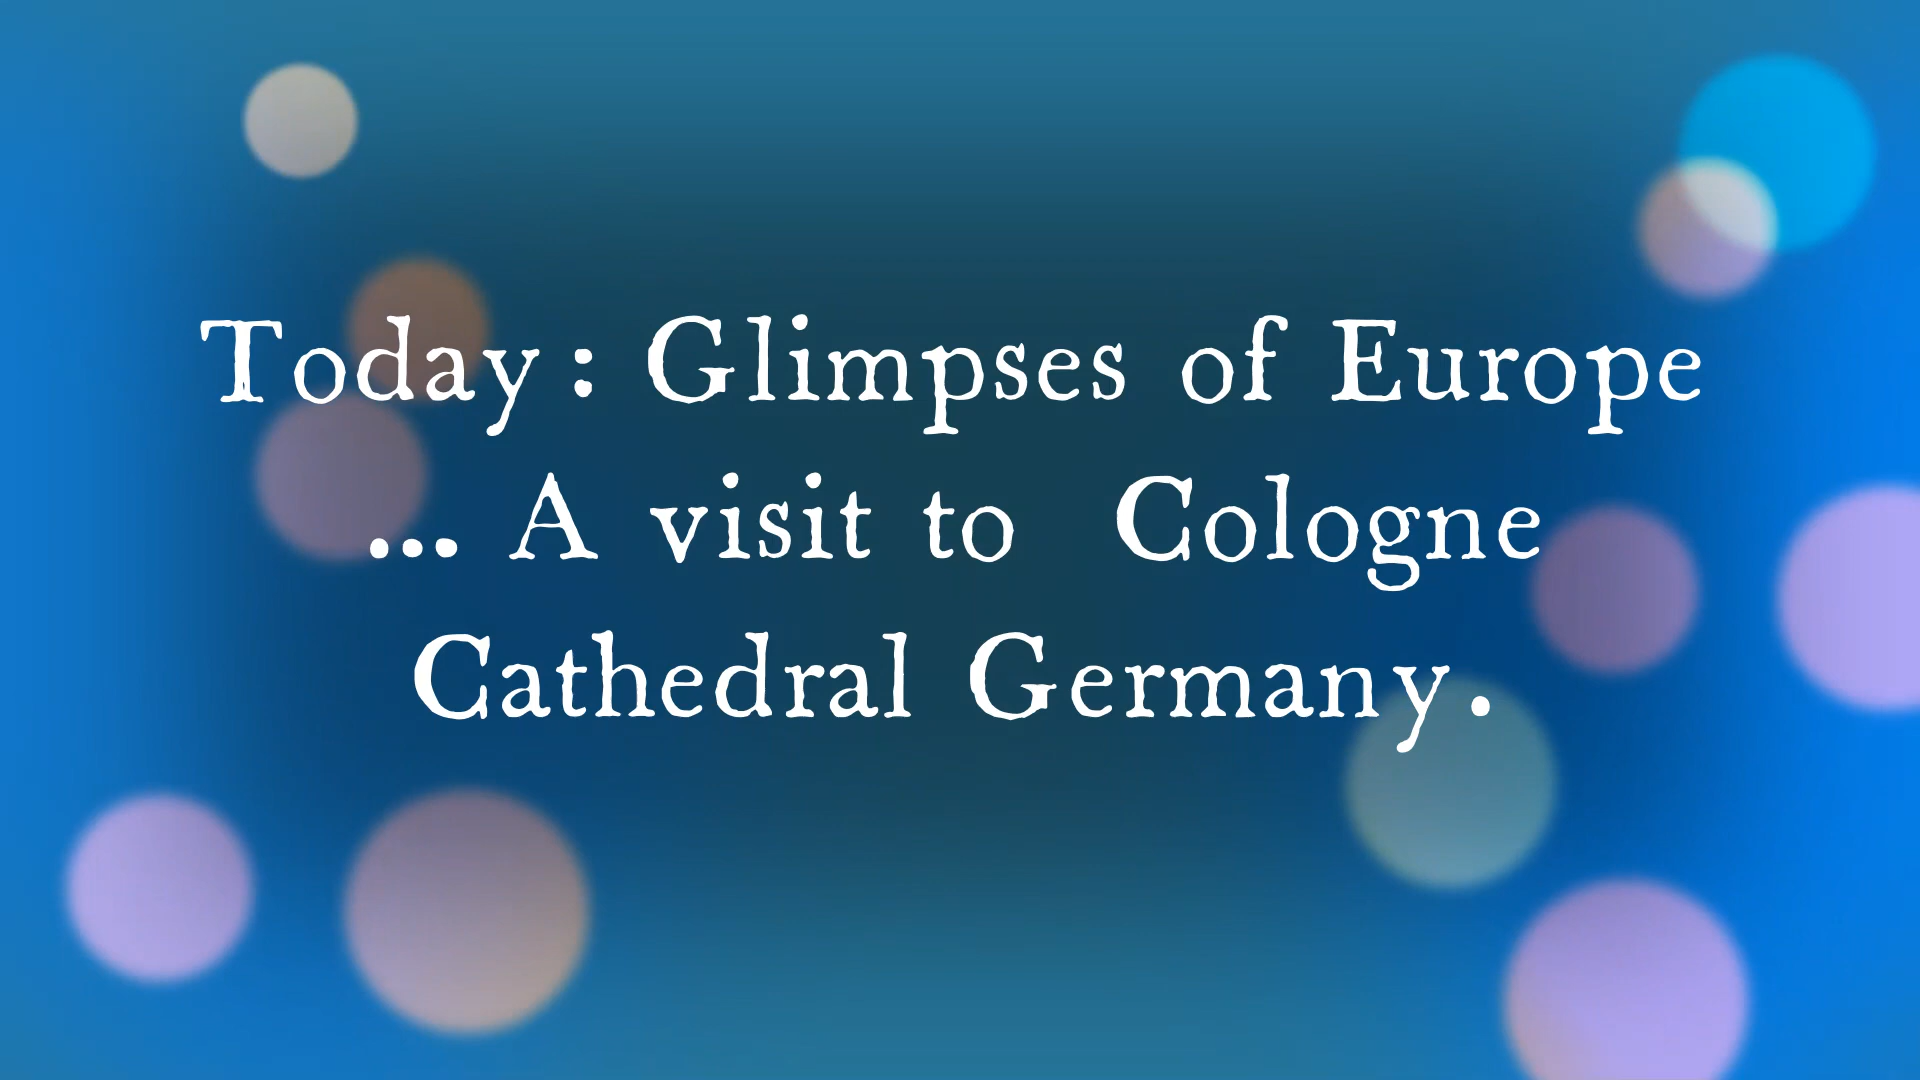 Today : Glimpses of Europe
... A visit to  Cologne
Cathedral Germany.